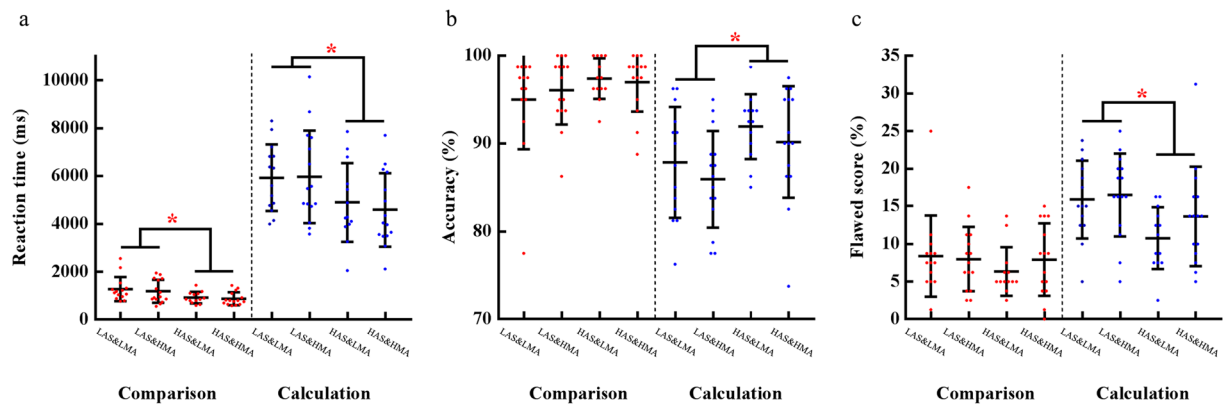 a
Reaction time (ms)
10000
8000
6000
4000
2000
0
*
*
LAS&LMA
LAS&HMA
HAS&LMA
HAS&HMA
LAS&LMA
LAS&HMA
HAS&LMA
HAS&HMA
Comparison
Calculation
b
Accuracy (%)
100
90
80
70
*
LAS&LMA
LAS&HMA
HAS&LMA
HAS&HMA
LAS&LMA
LAS&HMA
HAS&LMA
HAS&HMA
Comparison
Calculation
c
Flawed score (%)
35
30
25
20
15
10
5
0
*
LAS&LMA
LAS&HMA
HAS&LMA
HAS&HMA
LAS&LMA
LAS&HMA
HAS&LMA
HAS&HMA
Comparison
Calculation